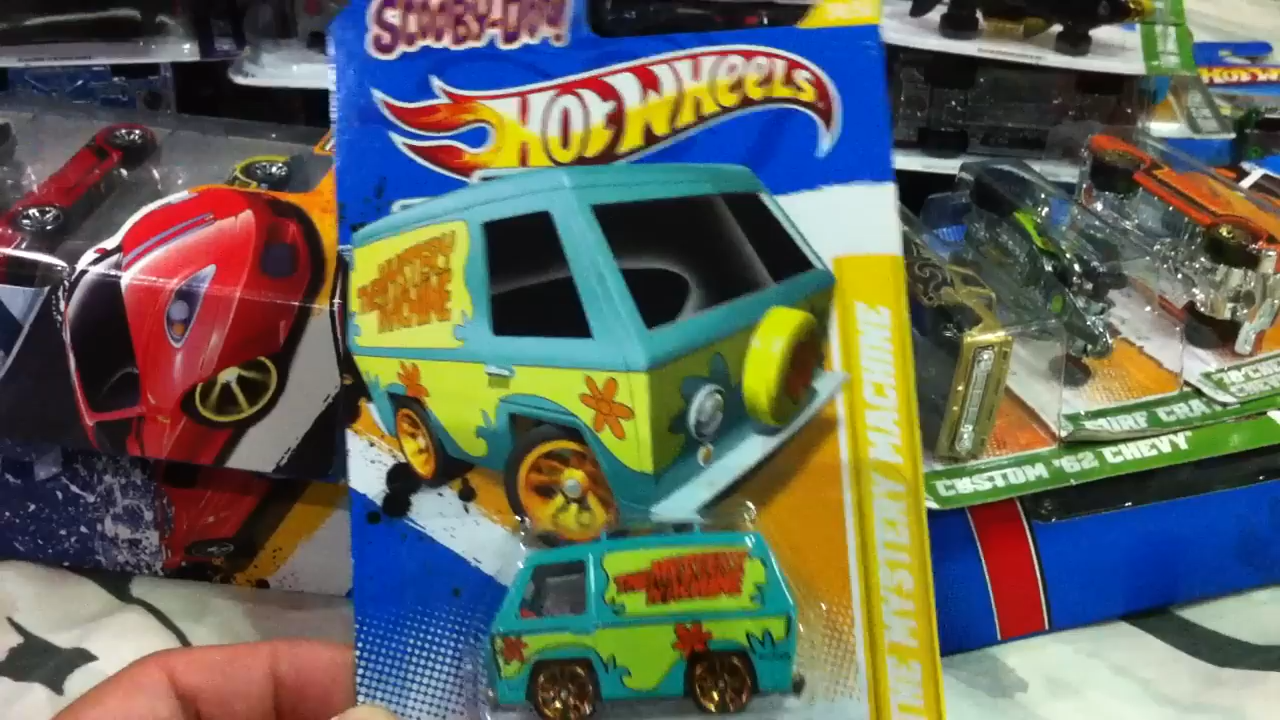 SCOOBY-DOO!
HOT WHEELS
HOT WHEELS
THE MYSTERY MACHINE
THE MYSTERY MACHINE
THE MYSTERY MACHINE
SURF CRA
CUSTOM '62 CHEVY